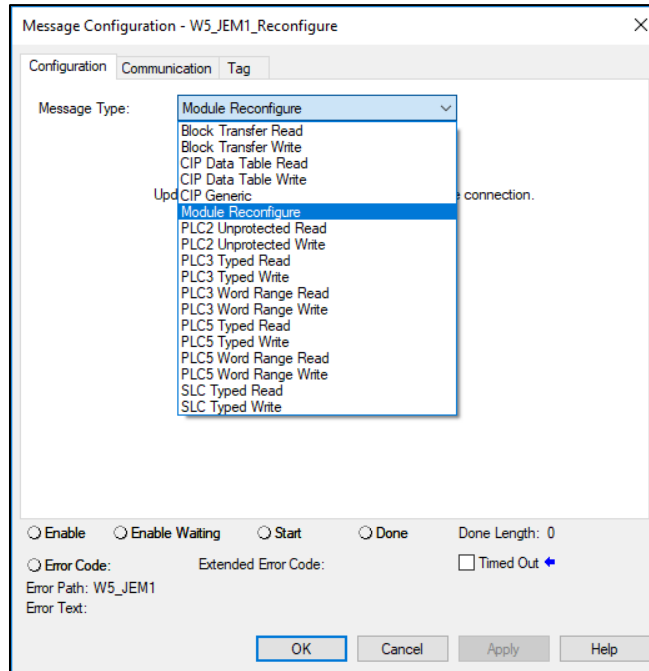 Message Configuration - W5_JEM1_Reconfigure
Configuration Communication Tag
Message Type: Module Reconfigure
Block Transfer Read
Block Transfer Write
CIP Data Table Read
CIP Data Table Write
Upd CIP Generic connection.
Module Reconfigure
PLC2 Unprotected Read
PLC2 Unprotected Write
PLC3 Typed Read
PLC3 Typed Write
PLC3 Word Range Read
PLC3 Word Range Write
PLC5 Typed Read
PLC5 Typed Write
PLC5 Word Range Read
PLC5 Word Range Write
SLC Typed Read
SLC Typed Write
Enable Enable Waiting Start Done Done Length: 0
Error Code: Extended Error Code: Timed Out
Error Path: W5_JEM1
Error Text:
OK Cancel Apply Help